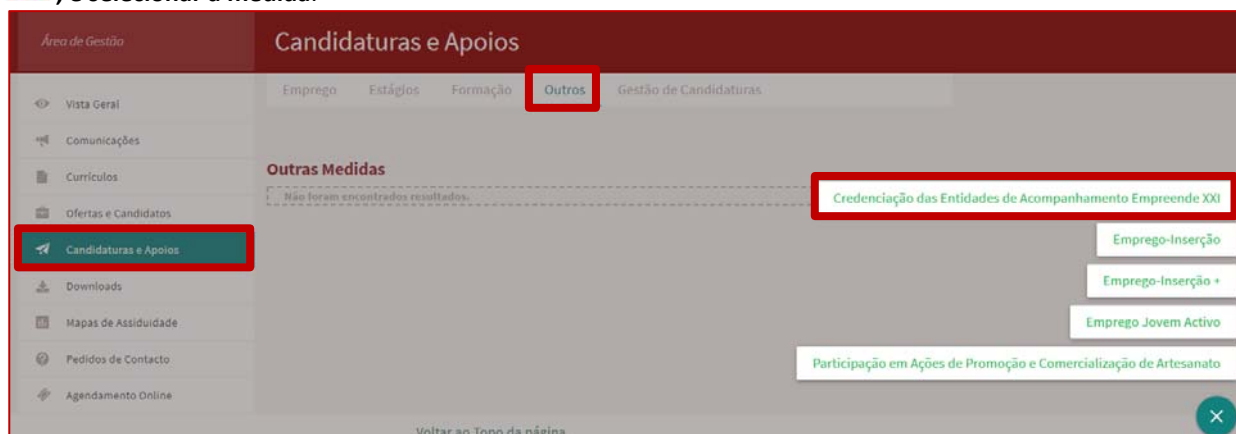 , e selecionar a medida.
Área de Gestão
Candidaturas e Apoios
Emprego Estágios Formação Outros Gestão de Candidaturas
Vista Geral
Comunicações
Currículos
Ofertas e Candidatos
Candidaturas e Apoios
Downloads
Mapas de Assiduidade
Pedidos de Contacto
Agendamento Online
Outras Medidas
Não foram encontrados resultados.
Credenciação das Entidades de Acompanhamento Empreende XXI
Emprego-Inserção
Emprego-Inserção +
Emprego Jovem Activo
Participação em Ações de Promoção e Comercialização de Artesanato
Voltar ao Topo da página